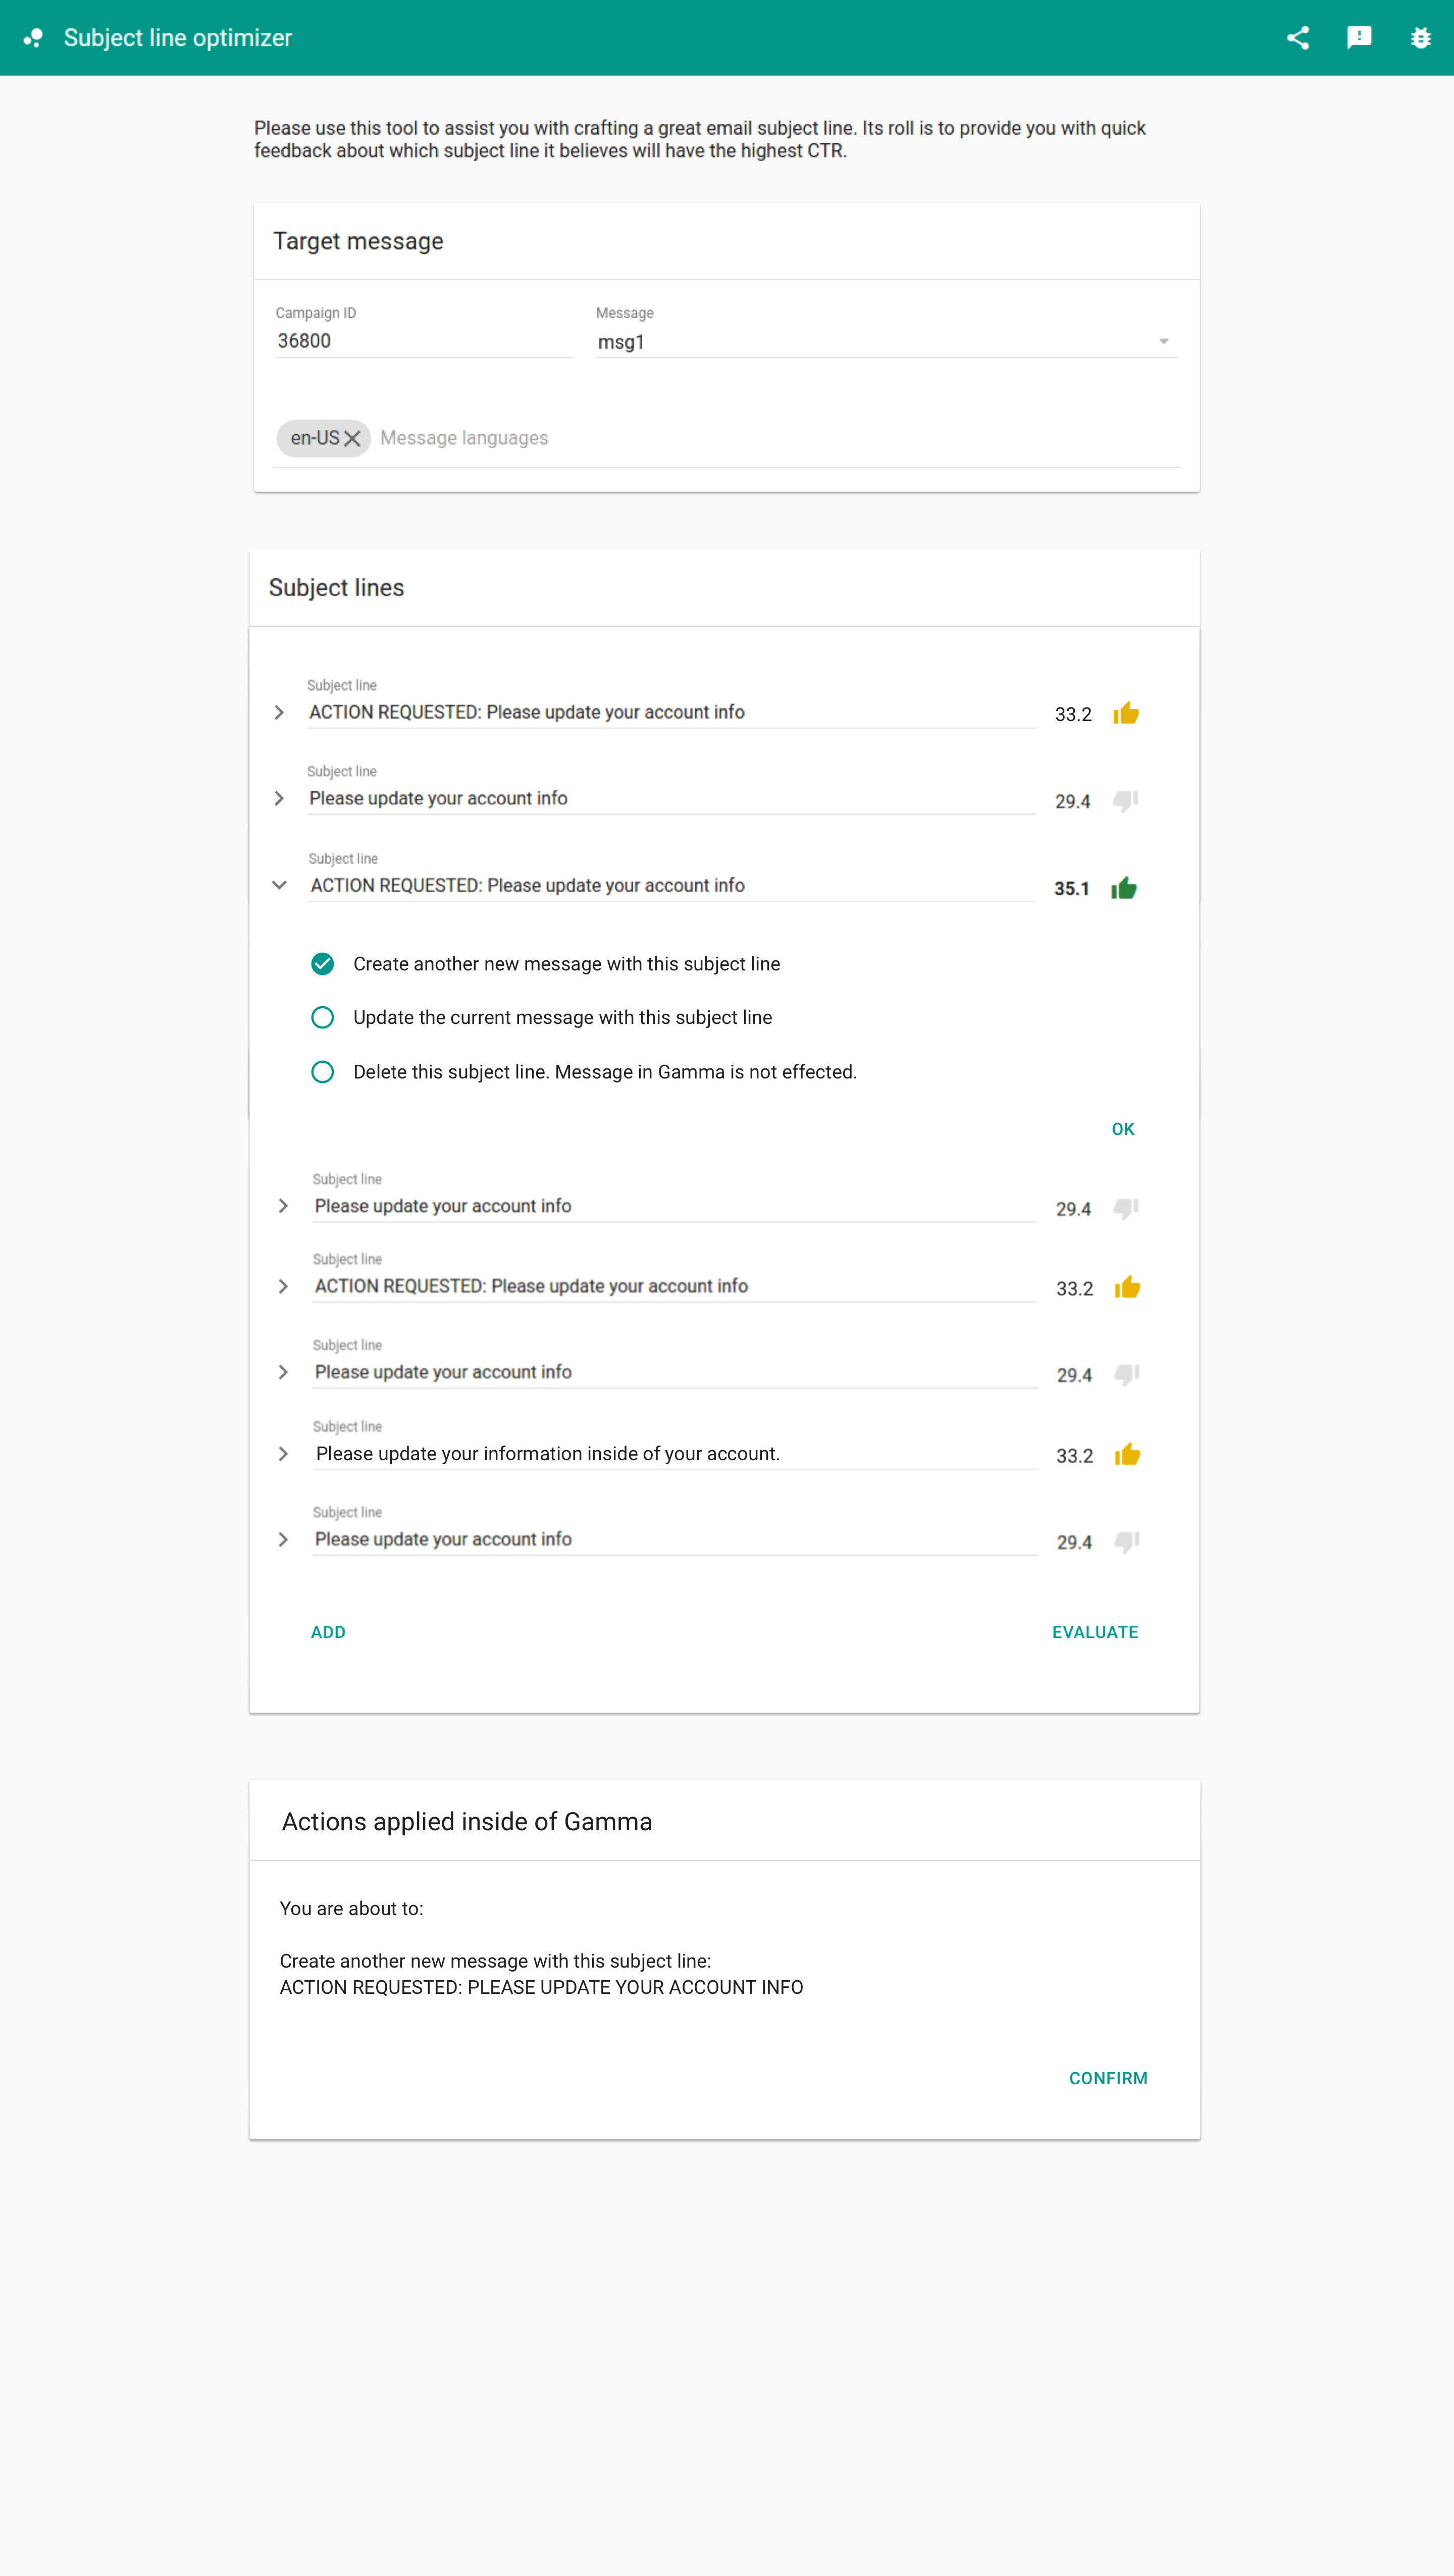 Subject line optimizer
Please use this tool to assist you with crafting a great email subject line. Its roll is to provide you with quick
feedback about which subject line it believes will have the highest CTR.
Target message
Campaign ID
36800
Message
msg1
en-US
Message languages
Subject lines
Subject line
ACTION REQUESTED: Please update your account info
33.2
Subject line
Please update your account info
29.4
Subject line
ACTION REQUESTED: Please update your account info
35.1
Create another new message with this subject line
Update the current message with this subject line
Delete this subject line. Message in Gamma is not effected.
OK
Subject line
Please update your account info
29.4
Subject line
ACTION REQUESTED: Please update your account info
33.2
Subject line
Please update your account info
29.4
Subject line
Please update your information inside of your account.
33.2
Subject line
Please update your account info
29.4
ADD
EVALUATE
Actions applied inside of Gamma
You are about to:
Create another new message with this subject line:
ACTION REQUESTED: PLEASE UPDATE YOUR ACCOUNT INFO
CONFIRM